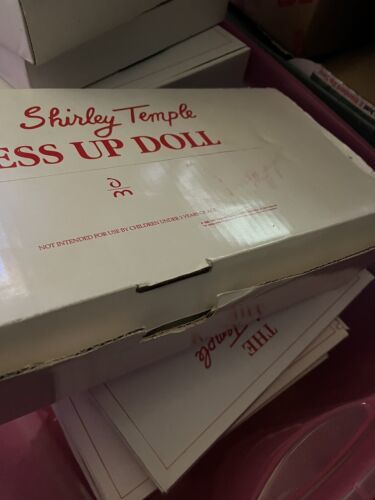 Shirley Temple
ESS UP DOLL
NOT INTENDED FOR USE BY CHILDREN UNDER 3 YEARS OF AGE.
THE
Temple